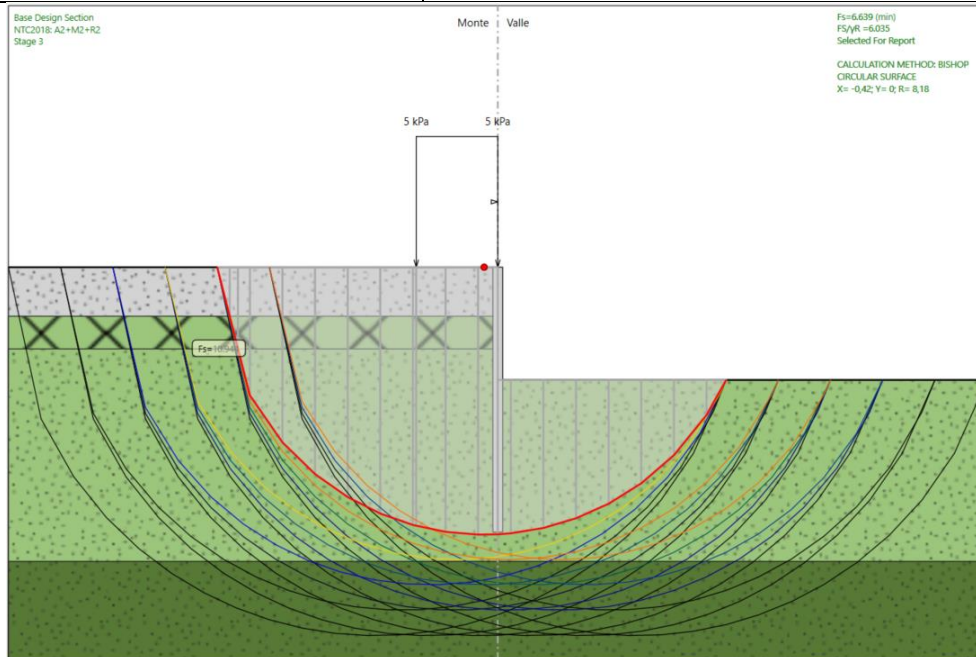 Base Design Section
NTC2018: A2+M2+R2
Stage 3
Monte
Valle
Fs=6.639 (min)
FS/γR =6.035
Selected For Report
CALCULATION METHOD: BISHOP
CIRCULAR SURFACE
X= -0,42; Y= 0; R= 8,18
5 kPa
5 kPa